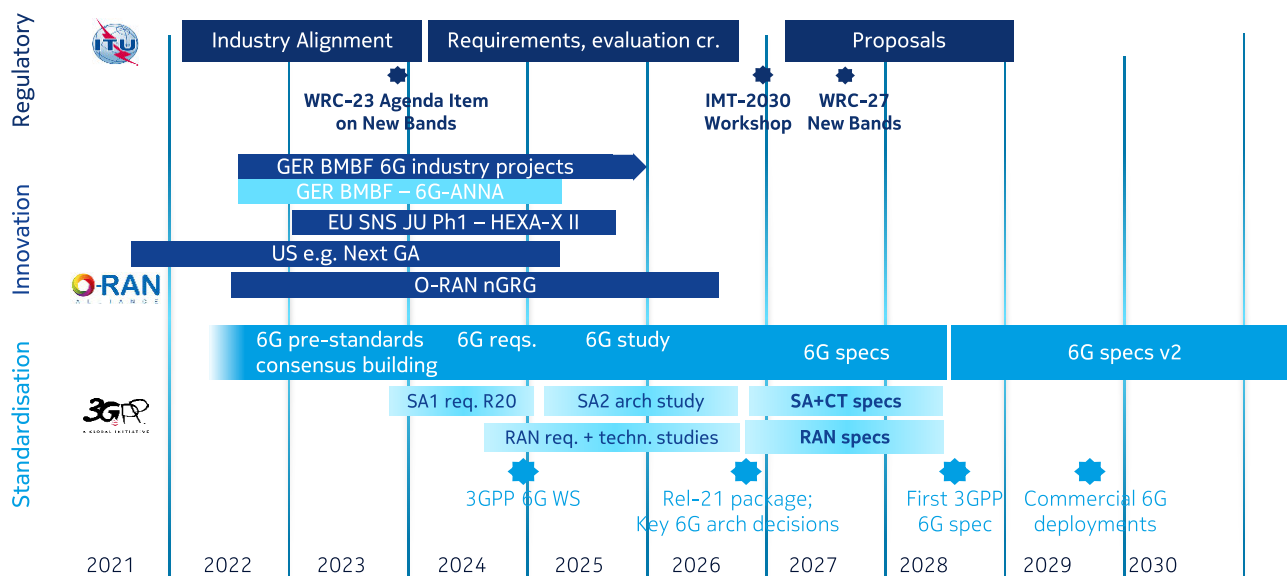 Regulatory
ITU
Industry Alignment
Requirements, evaluation cr.
Proposals
WRC-23 Agenda Item
on New Bands
IMT-2030
Workshop
WRC-27
New Bands
Innovation
GER BMBF 6G industry projects
GER BMBF – 6G-ANNA
EU SNS JU Ph1 – HEXA-X II
US e.g. Next GA
O-RAN
ALLIANCE
O-RAN nGRG
Standardisation
6G pre-standards
consensus building
6G reqs.
6G study
6G specs
6G specs v2
3GPP
A GLOBAL INITIATIVE
SA1 req. R20
SA2 arch study
SA+CT specs
RAN req. + techn. studies
RAN specs
3GPP 6G WS
Rel-21 package;
Key 6G arch decisions
First 3GPP
6G spec
Commercial 6G
deployments
2021
2022
2023
2024
2025
2026
2027
2028
2029
2030